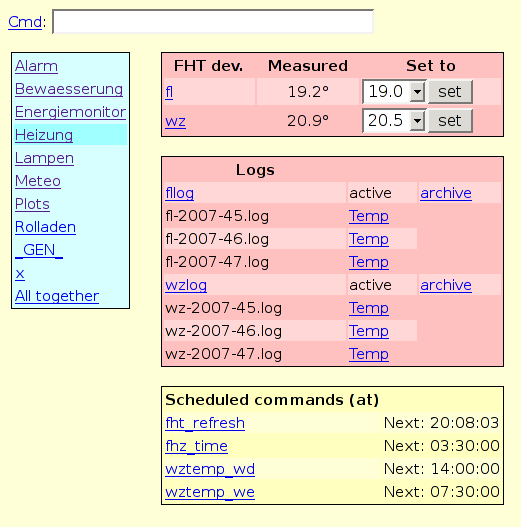 Cmd:
Alarm
Bewaesserung
Energiemonitor
Heizung
Lampen
Meteo
Plots
Rolladen
_GEN_
x
All together
FHT dev. Measured Set to
fl 19.2° 19.0 set
wz 20.9° 20.5 set
Logs
fllog active archive
fl-2007-45.log Temp
fl-2007-46.log Temp
fl-2007-47.log Temp
wzlog active archive
wz-2007-45.log Temp
wz-2007-46.log Temp
wz-2007-47.log Temp
Scheduled commands (at)
fht_refresh Next: 20:08:03
fhz_time Next: 03:30:00
wztemp_wd Next: 14:00:00
wztemp_we Next: 07:30:00